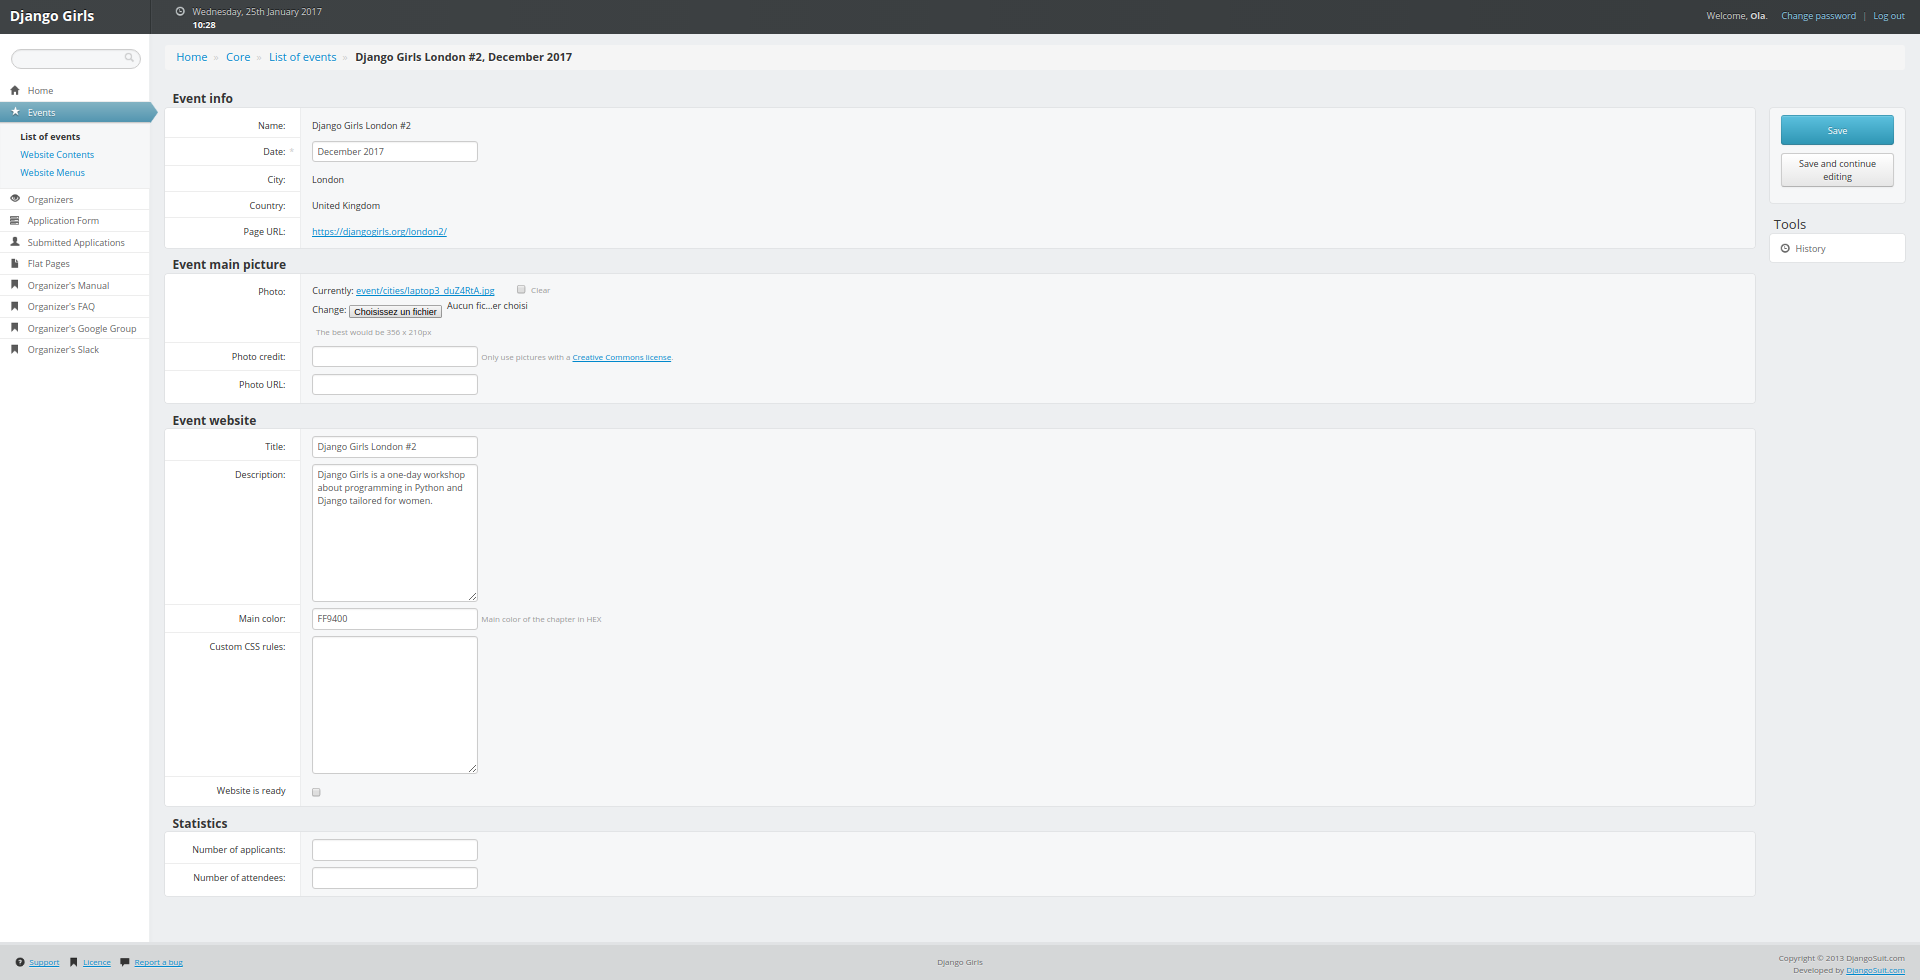 Django Girls
Wednesday, 25th January 2017
10:28
Welcome, Ola. Change password | Log out
Home » Core » List of events » Django Girls London #2, December 2017
Home
Events
List of events
Website Contents
Website Menus
Organizers
Application Form
Submitted Applications
Flat Pages
Organizer's Manual
Organizer's FAQ
Organizer's Google Group
Organizer's Slack
Event info
Name: Django Girls London #2
Date: * December 2017
City: London
Country: United Kingdom
Page URL: https://djangogirls.org/london2/
Event main picture
Photo: Currently: event/cities/laptop3_duZ4RtA.jpg Clear
Change: Choisissez un fichier Aucun fic...er choisi
The best would be 356 x 210px
Photo credit: Only use pictures with a Creative Commons license.
Photo URL:
Event website
Title: Django Girls London #2
Description: Django Girls is a one-day workshop
about programming in Python and
Django tailored for women.
Main color: FF9400 Main color of the chapter in HEX
Custom CSS rules:
Website is ready
Statistics
Number of applicants:
Number of attendees:
Save
Save and continue
editing
Tools
History
Support Licence Report a bug
Django Girls
Copyright © 2013 DjangoSuit.com
Developed by DjangoSuit.com